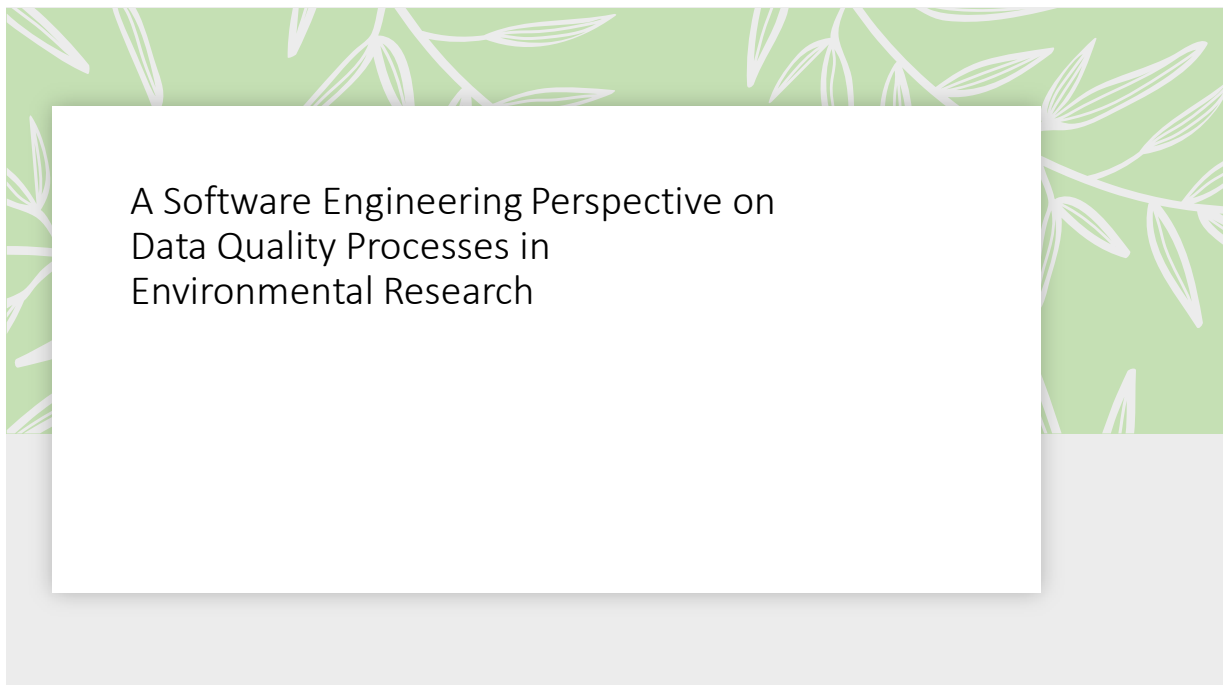 A Software Engineering Perspective on
Data Quality Processes in
Environmental Research